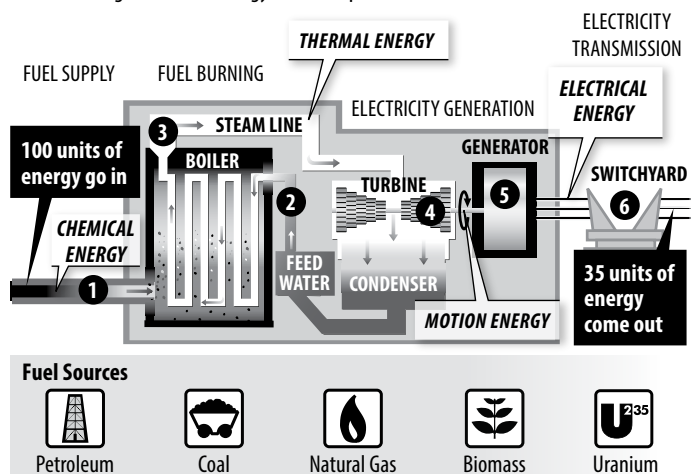 ELECTRICITY
TRANSMISSION
THERMAL ENERGY
FUEL SUPPLY
FUEL BURNING
ELECTRICAL
ENERGY
ELECTRICITY GENERATION
3
STEAM LINE
GENERATOR
100 units of
energy go in
BOILER
SWITCHYARD
TURBINE
2
4
5
6
CHEMICAL
ENERGY
1
FEED
WATER
CONDENSER
MOTION ENERGY
35 units of
energy
come out
Fuel Sources
U235
Petroleum
Coal
Natural Gas
Biomass
Uranium